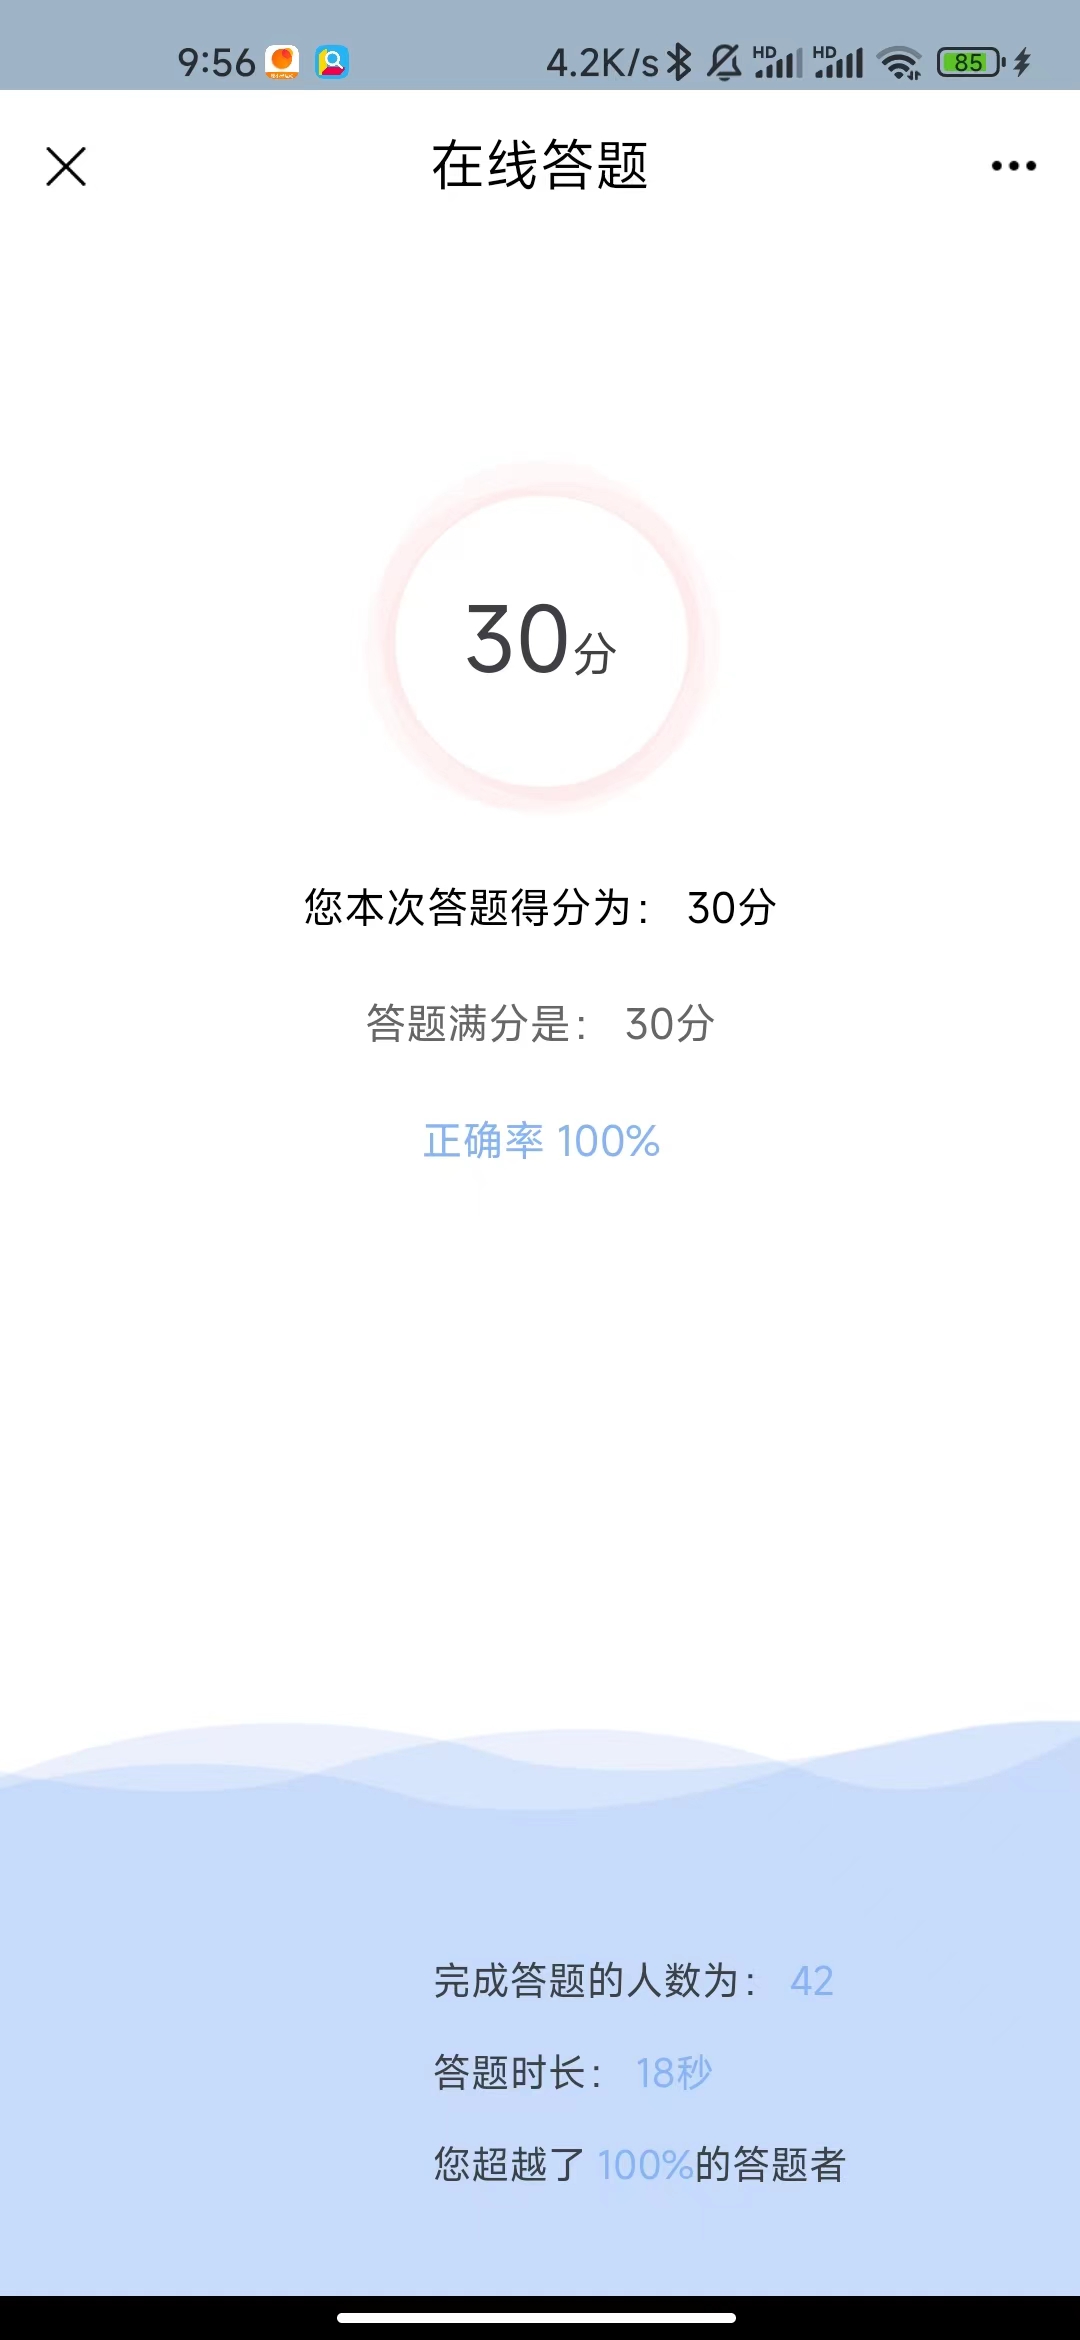 9:56 4.2K/s HD HD 85
在线答题
30分
您本次答题得分为： 30分
答题满分是： 30分
正确率 100%
完成答题的人数为： 42
答题时长： 18秒
您超越了 100%的答题者